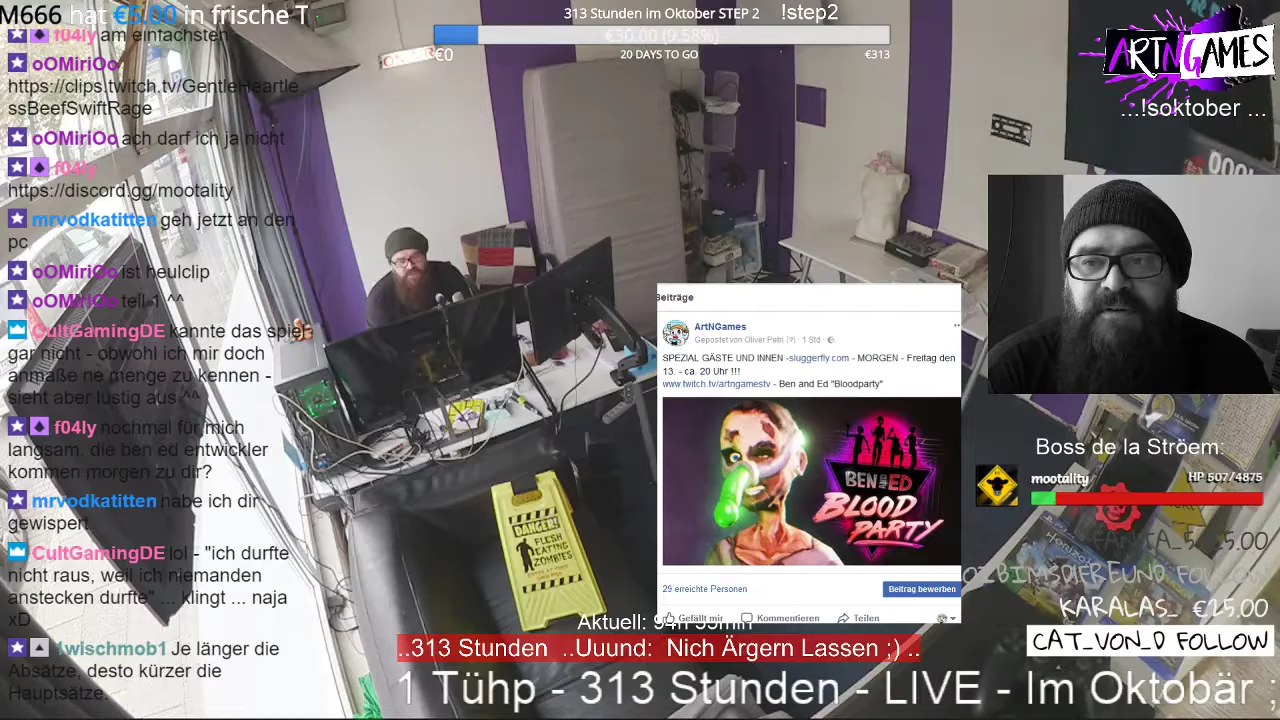 M666 hat €5.00 in frische T
f04ly am einfachsten
oOMiriOo
https://clips.twitch.tv/GentleHeartle
ssBeefSwiftRage
oOMiriOo ach darf ich ja nicht
f04ly
https://discord.gg/mootality
mrvodkatitten geh jetzt an den
pc
oOMiriOo ist heulclip
oOMiriOo teil 1 ^^
CultGamingDE kannte das spiel
gar nicht - obwohl ich mir doch
anmaße ne menge zu kennen -
sieht aber lustig aus ^^
f04ly nochmal für mich
langsam. die ben ed entwickler
kommen morgen zu dir?
mrvodkatitten habe ich dir
gewispert
CultGamingDE lol - "ich durfte
nicht raus, weil ich niemanden
anstecken durfte" ... klingt ... naja
xD
1wischmob1 Je länger die
Absätze, desto kürzer die
Hauptsätze.
313 Stunden im Oktober STEP 2 !step2
€30.00 (9.58%)
€0 20 DAYS TO GO €313
ARTNGAMES
...!soktober ...
Beiträge
ArtNGames
Gepostet von Oliver Petri [?] · 1 Std ·
SPEZIAL GÄSTE UND INNEN -sluggerfly.com - MORGEN - Freitag den
13. - ca. 20 Uhr !!!
www.twitch.tv/artngamestv - Ben and Ed "Bloodparty"
BEN AND ED
BLOOD
PARTY
29 erreichte Personen Beitrag bewerben
Gefällt mir Kommentieren Teilen
DANGER!
FLESH
EATING
ZOMBIES
Boss de la Ströem:
mootality HP 507/4875
KARALAS_ €25.00
CAT_VON_D FOLLOW
Aktuell: 94h
..313 Stunden ..Uuund: Nich Ärgern Lassen ;) ..
1 Tühp - 313 Stunden - LIVE - Im Oktobär ;